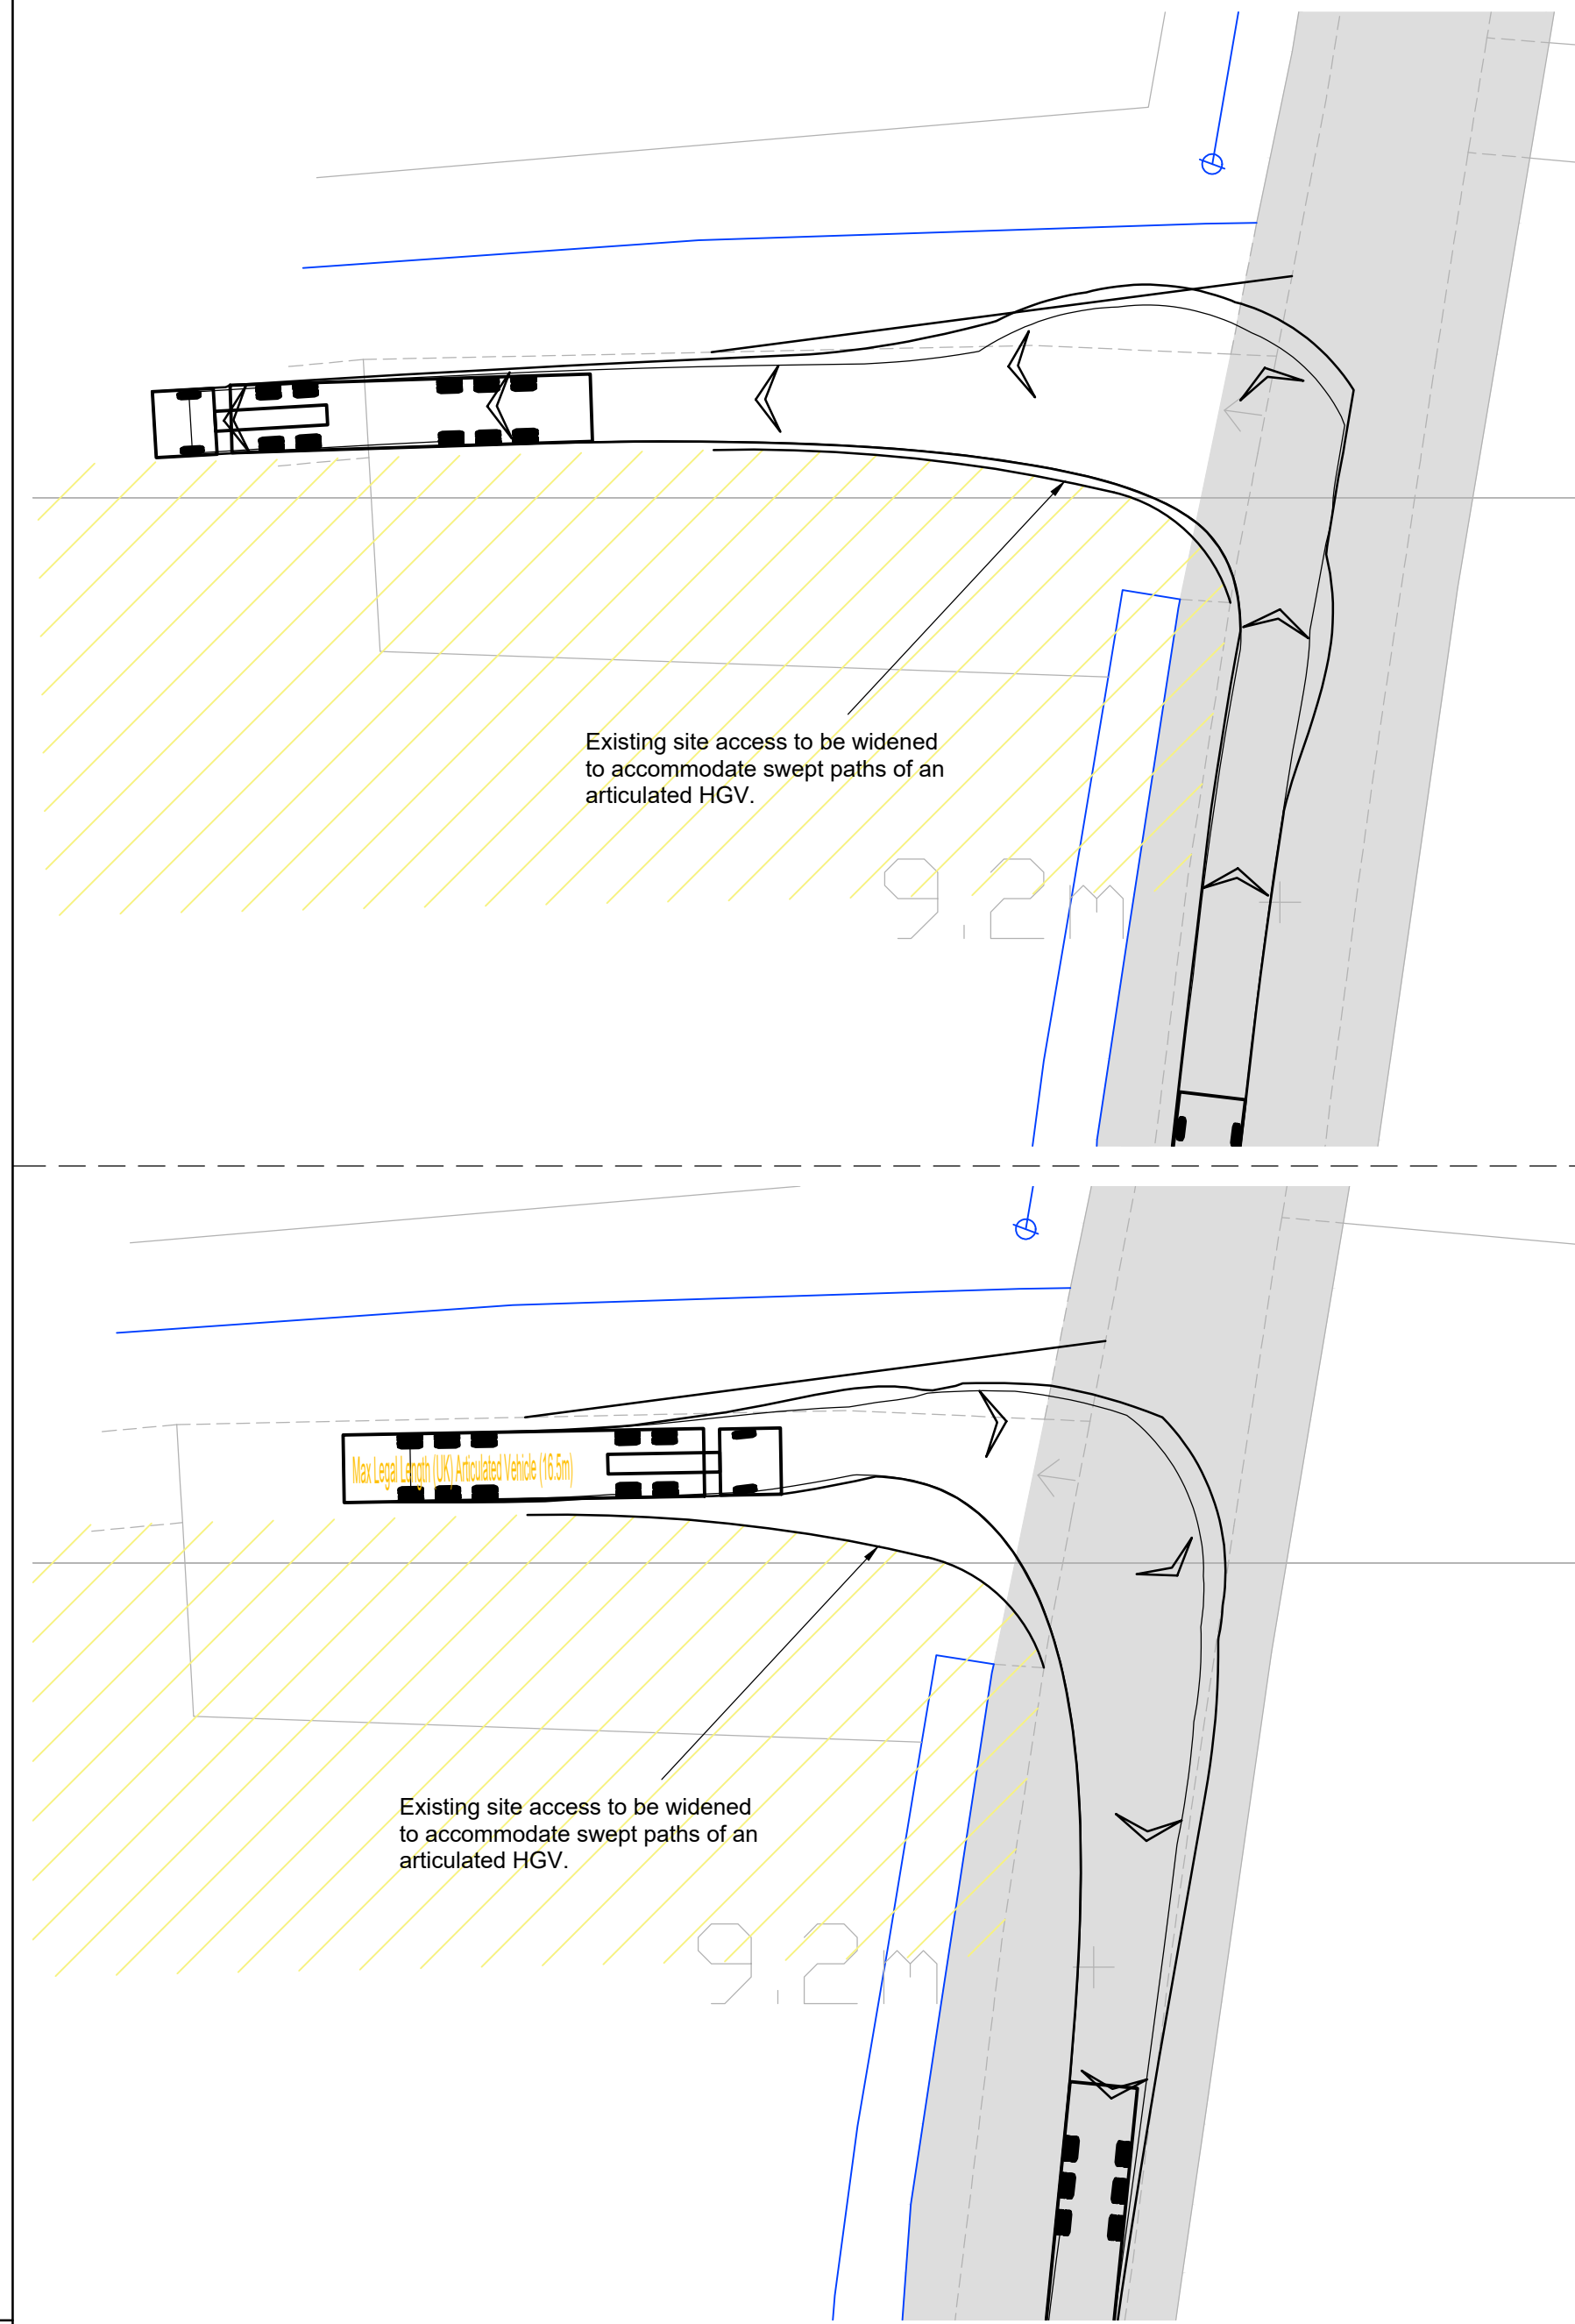 Existing site access to be widened
to accommodate swept paths of an
articulated HGV.
9.2m
Max Legal Length (UK) Articulated Vehicle (16.5m)
Existing site access to be widened
to accommodate swept paths of an
articulated HGV.
9.2m